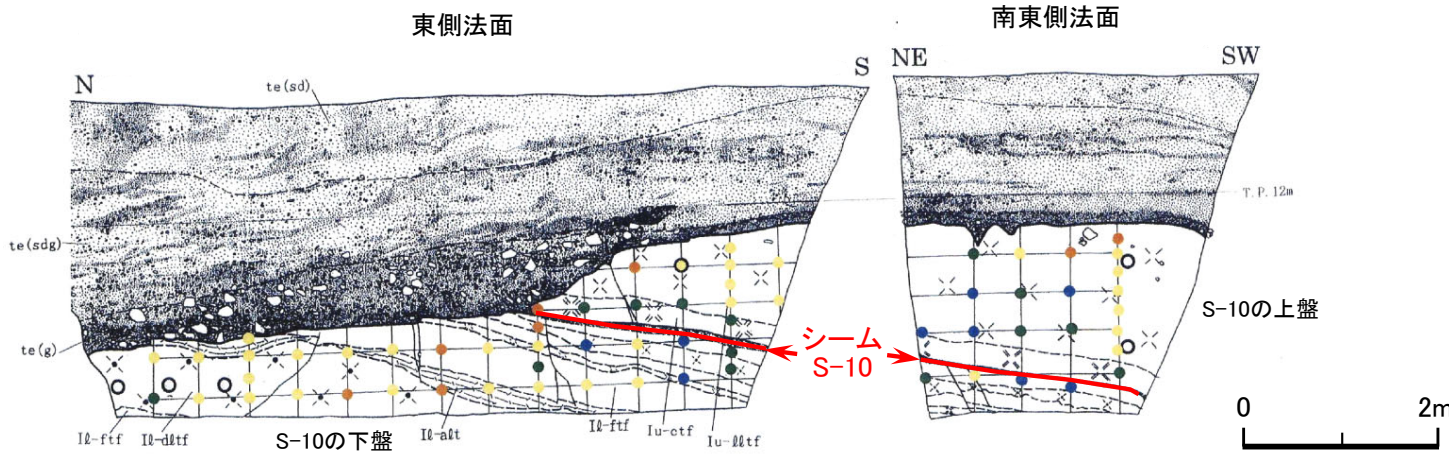 東側法面
南東側法面
N
S
NE
SW
te(sd)
T.P.12m
te(sdg)
te(g)
シーム
S-10
S-10の上盤
0 2m
Iℓ-ftf
Iℓ-dℓtf
S-10の下盤
Iℓ-alt
Iℓ-ftf
Iu-ctf
Iu-ℓℓtf